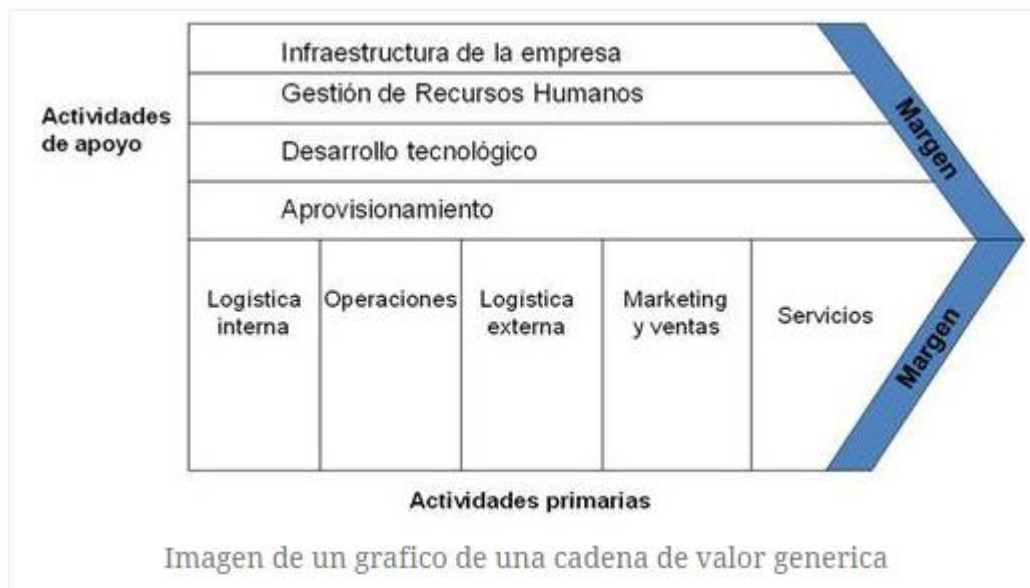 Infraestructura de la empresa
Gestión de Recursos Humanos
Actividades
de apoyo
Desarrollo tecnológico
Aprovisionamiento
Margen
Logística
interna
Operaciones
Logística
externa
Marketing
y ventas
Servicios
Margen
Actividades primarias
Imagen de un grafico de una cadena de valor generica